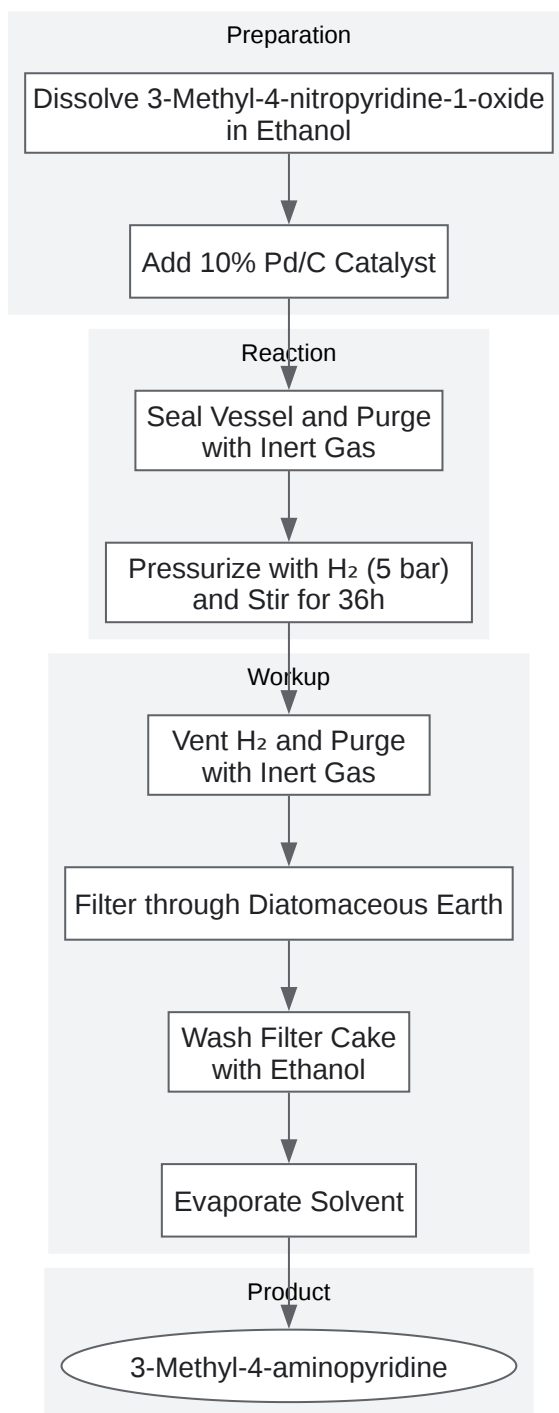 Preparation
Dissolve 3-Methyl-4-nitropyridine-1-oxide
in Ethanol
Add 10% Pd/C Catalyst
Reaction
Seal Vessel and Purge
with Inert Gas
Pressurize with H₂ (5 bar)
and Stir for 36h
Workup
Vent H₂ and Purge
with Inert Gas
Filter through Diatomaceous Earth
Wash Filter Cake
with Ethanol
Evaporate Solvent
Product
3-Methyl-4-aminopyridine